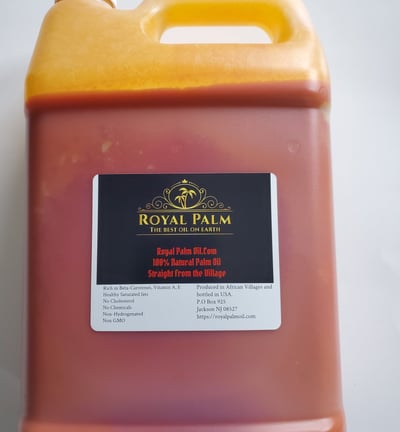 ROYAL PALM
THE BEST OIL ON EARTH
Royal Palm Oil.Com
100% Natural Palm Oil
Straight from the Village
Rich in Beta-Carotenes, Vitamin A, E
Healthy Saturated fats
No Cholesterol
No Chemicals
Non- Hydrogenated
Non GMO
Produced in African Villages and
bottled in USA.
P.O Box 925
Jackson NJ 08527
https://royalpalmoil.com